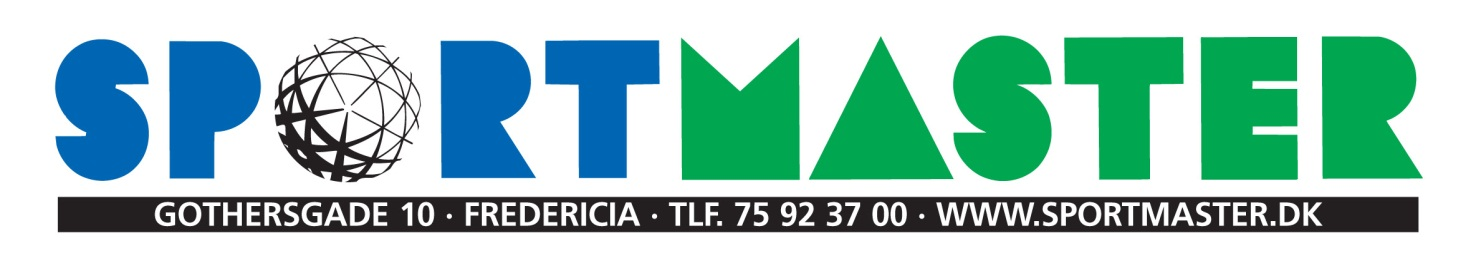 SPORTMASTER
GOTHERSGADE 10 · FREDERICIA · TLF. 75 92 37 00 · WWW.SPORTMASTER.DK